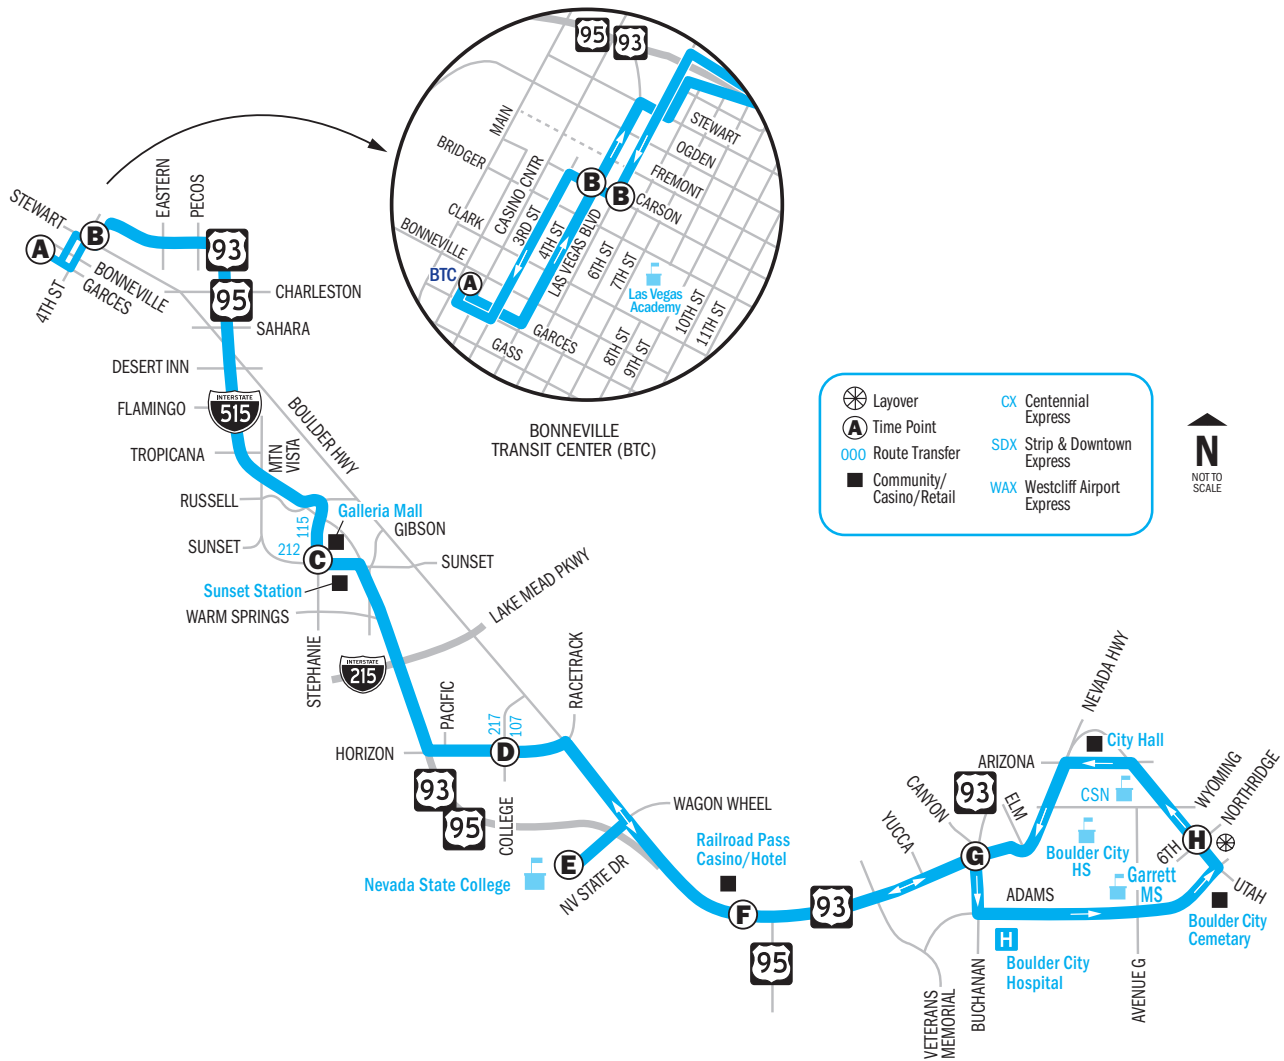 95
93
MAIN
BRIDGER
CASINO CNTR
CLARK
3RD ST
BONNEVILLE
4TH ST
LAS VEGAS BLVD
BTC
A
B
B
STEWART
OGDEN
FREMONT
CARSON
6TH ST
7TH ST
Las Vegas
Academy
10TH ST
11TH ST
8TH ST
9TH ST
GARCES
GASS
BONNEVILLE
TRANSIT CENTER (BTC)
STEWART
A
B
4TH ST
BONNEVILLE
GARCES
EASTERN
PECOS
93
95
CHARLESTON
SAHARA
DESERT INN
FLAMINGO
INTERSTATE
515
BOULDER HWY
TROPICANA
MTN
VISTA
RUSSELL
115
Galleria Mall
GIBSON
SUNSET
212
C
SUNSET
Sunset Station
WARM SPRINGS
STEPHANIE
LAKE MEAD PKWY
INTERSTATE
215
PACIFIC
RACETRACK
217
107
HORIZON
D
93
95
COLLEGE
WAGON WHEEL
E
NV STATE DR
Nevada State College
Railroad Pass
Casino/Hotel
F
93
95
YUCCA
CANYON
93
ELM
G
ARIZONA
NEVADA HWY
City Hall
CSN
WYOMING
NORTHRIDGE
H
6TH
Boulder City
HS
Garrett
MS
ADAMS
UTAH
Boulder City
Cemetary
H
Boulder City
Hospital
VETERANS
MEMORIAL
BUCHANAN
AVENUE G
Layover
A Time Point
000 Route Transfer
Community/
Casino/Retail
CX Centennial
Express
SDX Strip & Downtown
Express
WAX Westcliff Airport
Express
N
NOT TO
SCALE